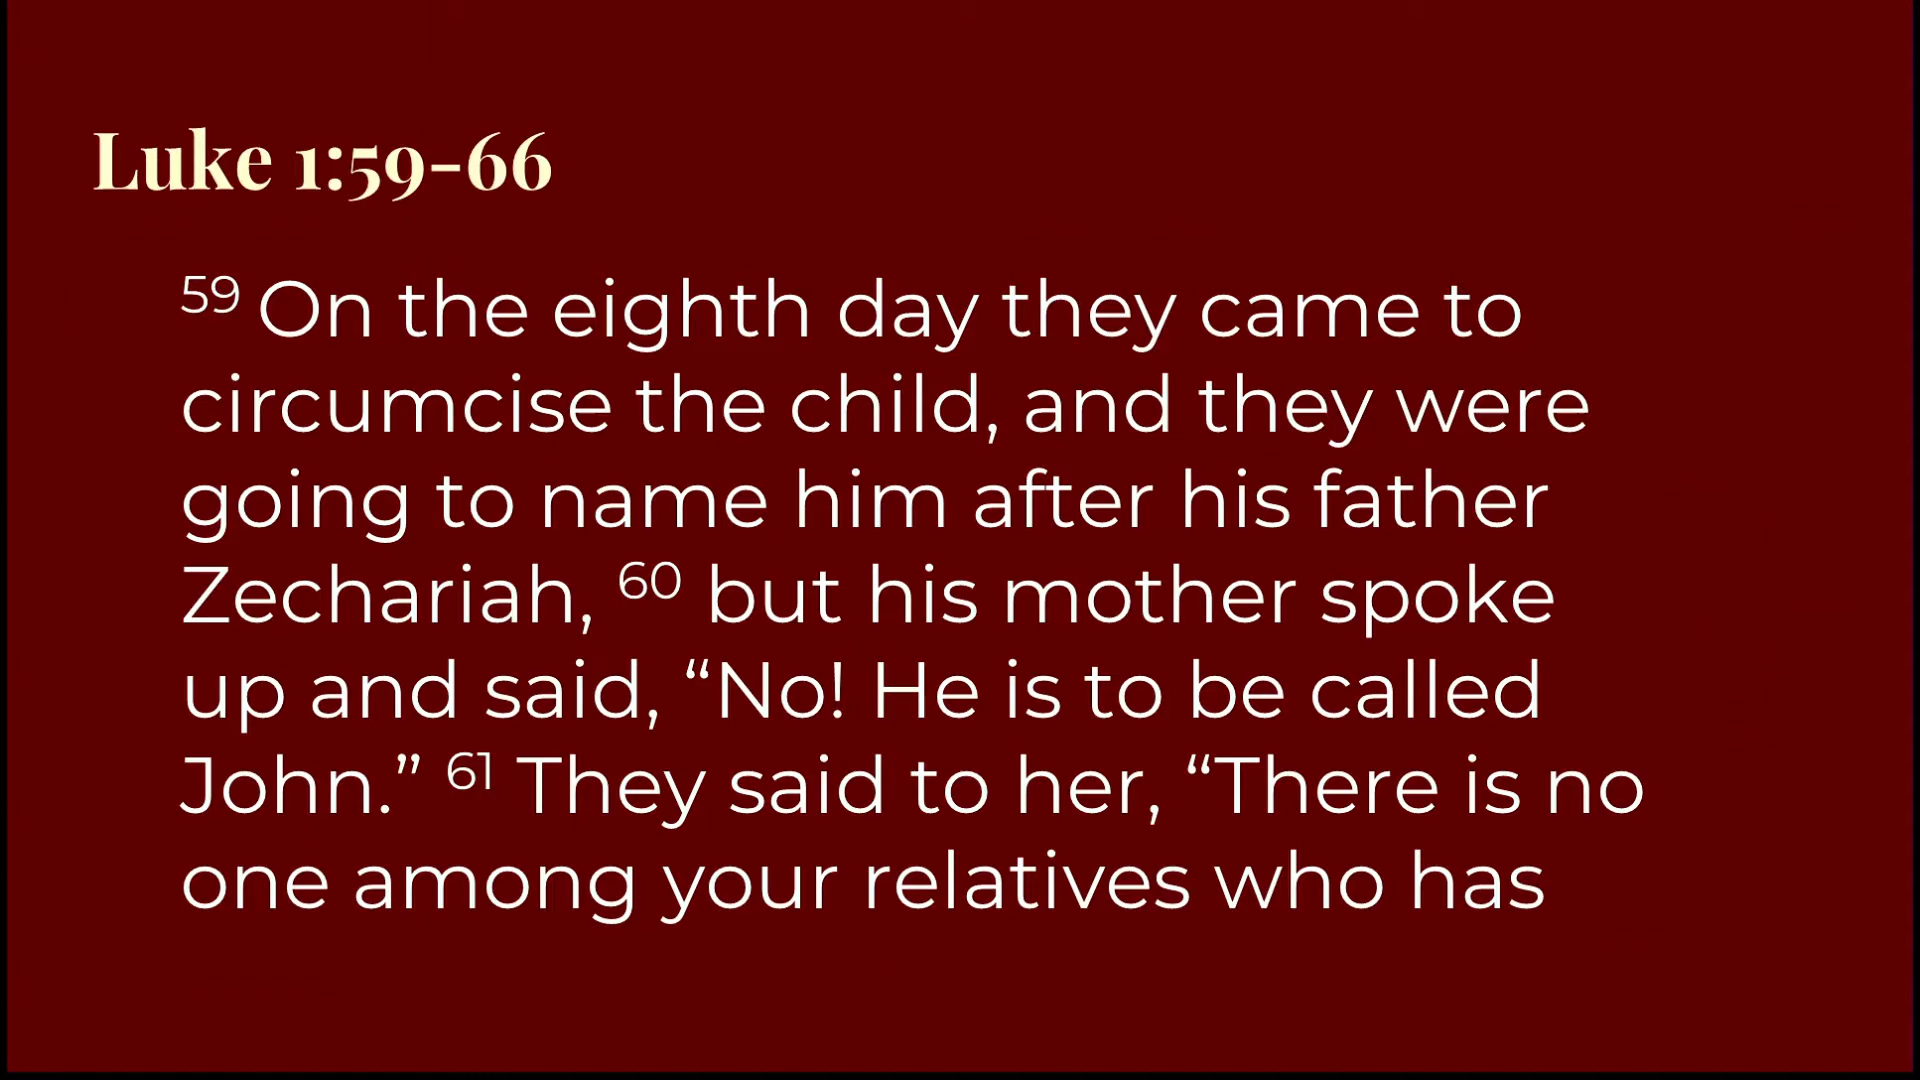 Luke 1:59-66
59 On the eighth day they came to
circumcise the child, and they were
going to name him after his father
Zechariah, 60 but his mother spoke
up and said, “No! He is to be called
John.” 61 They said to her, “There is no
one among your relatives who has